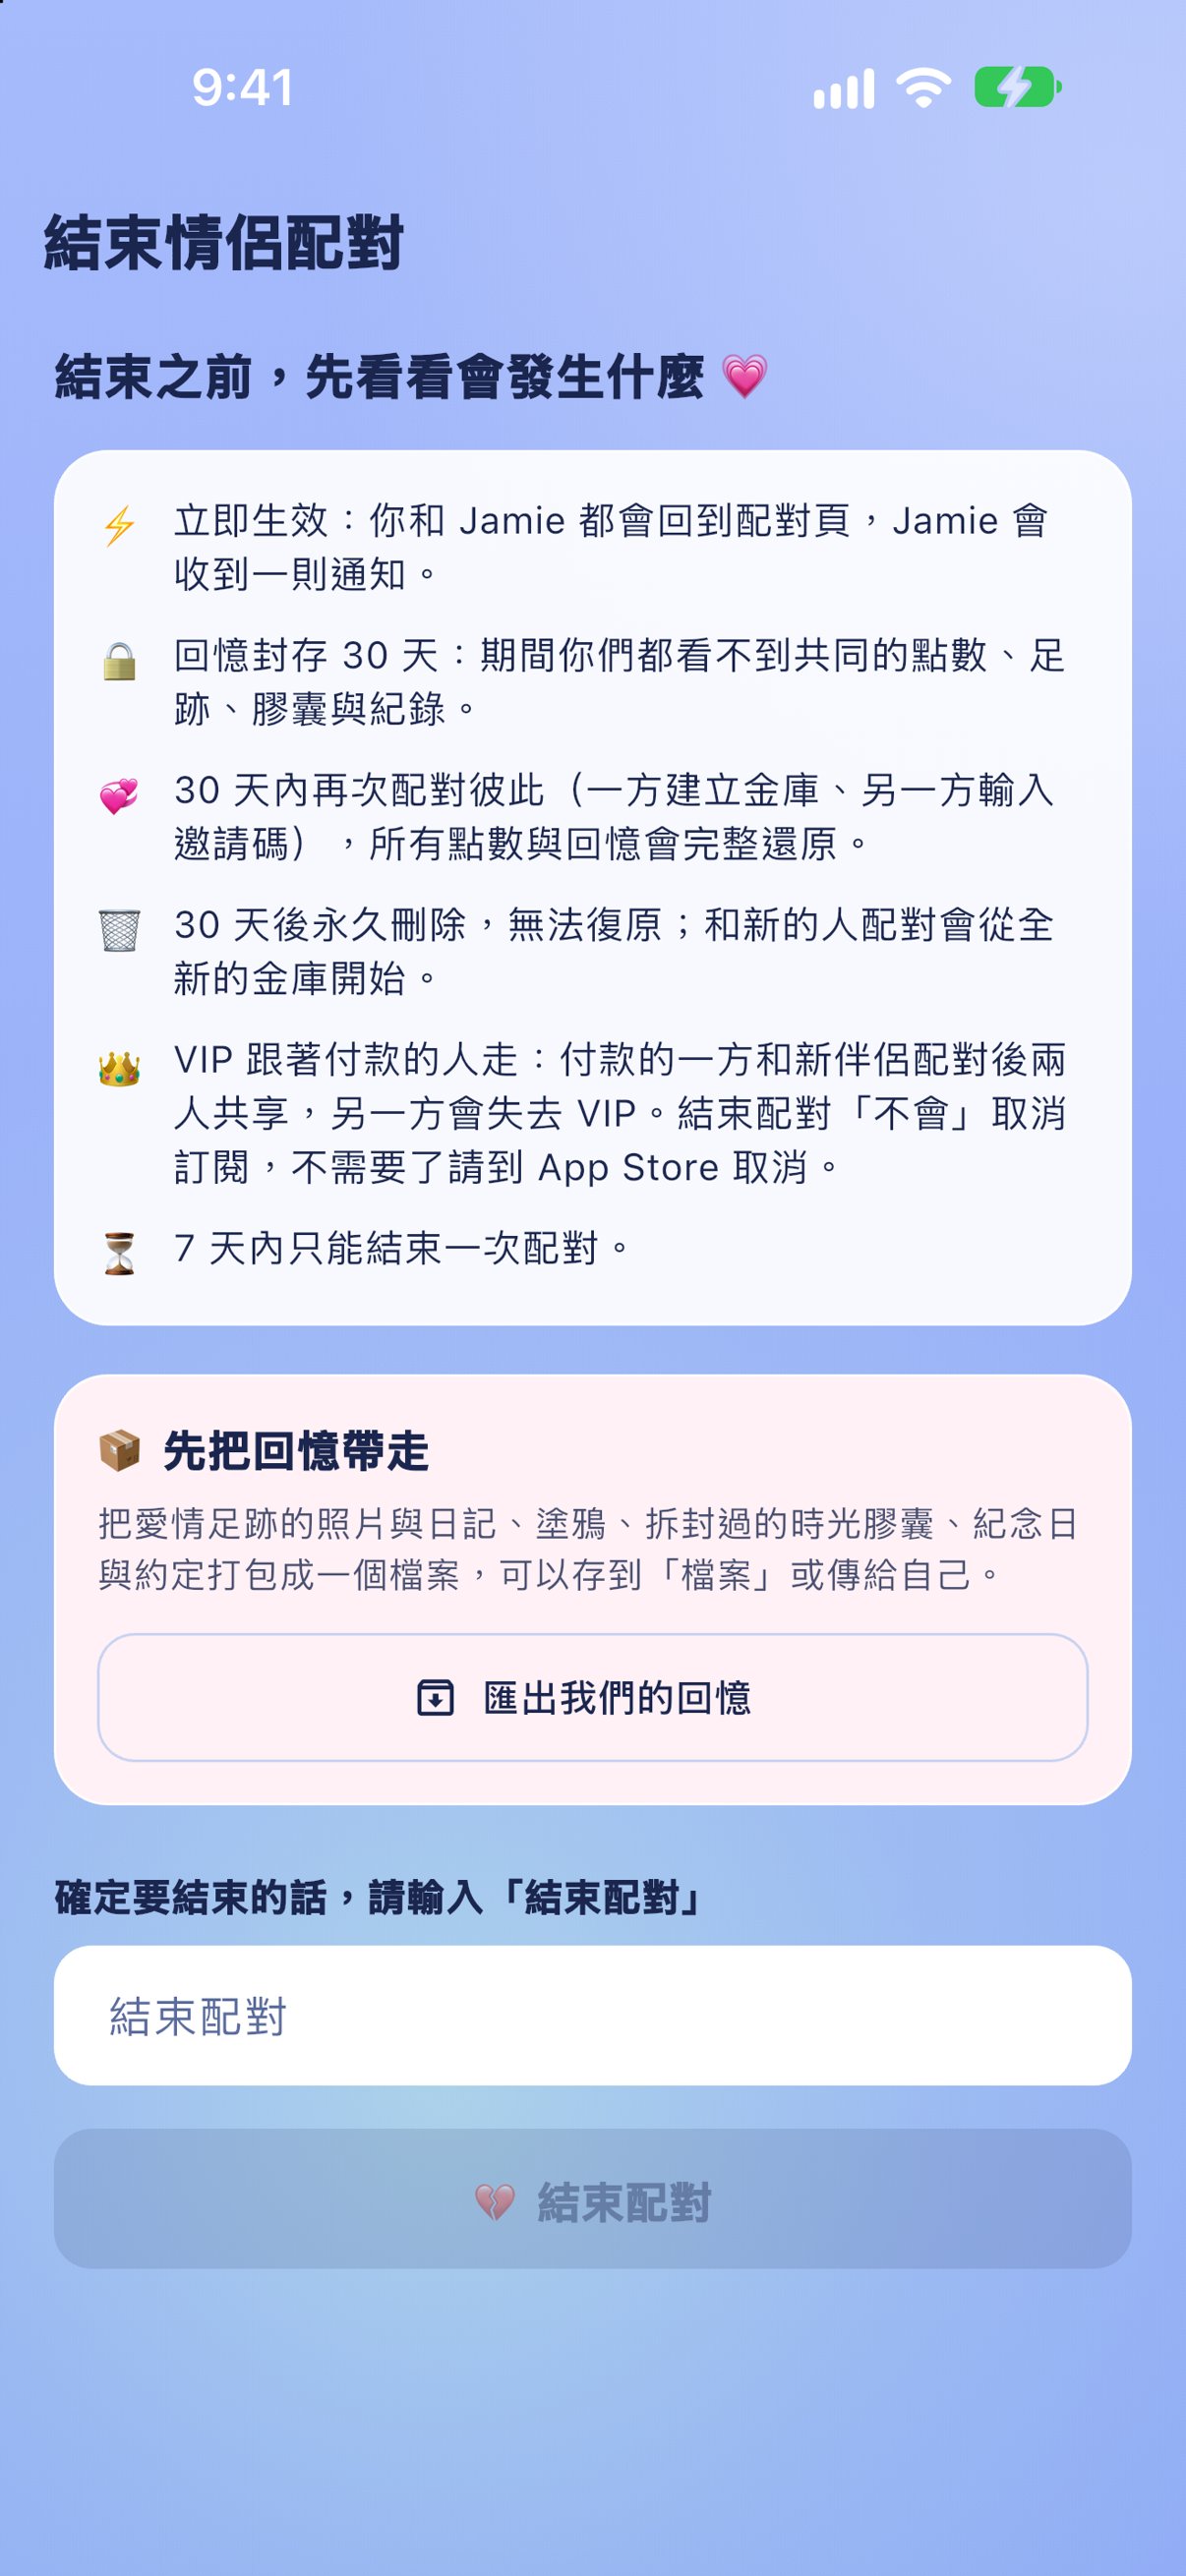 9:41
結束情侶配對
結束之前，先看看會發生什麼 💗
⚡ 立即生效：你和 Jamie 都會回到配對頁，Jamie 會
收到一則通知。
🔒 回憶封存 30 天：期間你們都看不到共同的點數、足
跡、膠囊與紀錄。
💞 30 天內再次配對彼此（一方建立金庫、另一方輸入
邀請碼），所有點數與回憶會完整還原。
🗑️ 30 天後永久刪除，無法復原；和新的人配對會從全
新的金庫開始。
👑 VIP 跟著付款的人走：付款的一方和新伴侶配對後兩
人共享，另一方會失去 VIP。結束配對「不會」取消
訂閱，不需要了請到 App Store 取消。
⏳ 7 天內只能結束一次配對。
📦 先把回憶帶走
把愛情足跡的照片與日記、塗鴉、拆封過的時光膠囊、紀念日
與約定打包成一個檔案，可以存到「檔案」或傳給自己。
匯出我們的回憶
確定要結束的話，請輸入「結束配對」
結束配對
💔 結束配對